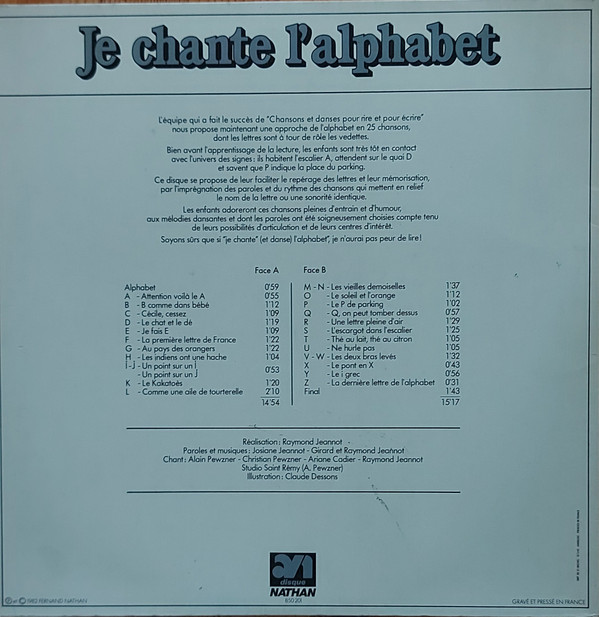 Je chante l'alphabet
L'équipe qui a fait le succès de "Chansons et danses pour rire et pour écrire"
nous propose maintenant une approche de l'alphabet en 25 chansons,
dont les lettres sont à tour de rôle les vedettes.
Bien avant l'apprentissage de la lecture, les enfants sont très tôt en contact
avec l'univers des signes : ils habitent l'escalier A, attendent sur le quai D
et savent que P indique la place du parking.
Ce disque se propose de leur faciliter le repérage des lettres et leur mémorisation,
par l'imprégnation des paroles et du rythme des chansons qui mettent en relief
le nom de la lettre ou une sonorité identique.
Les enfants adoreront ces chansons pleines d'entrain et d'humour,
aux mélodies dansantes et dont les paroles ont été soigneusement choisies compte tenu
de leurs possibilités d'articulation et de leurs centres d'intérêt.
Soyons sûrs que si "je chante" (et danse) l'alphabet", je n'aurai pas peur de lire !
Face A
Alphabet 0'59
A - Attention voilà le A 0'55
B - B comme dans bébé 1'12
C - Cécile, cessez 1'09
D - Le chat et le dé 1'19
E - Je fais E 1'09
F - La première lettre de France 1'22
G - Au pays des orangers 1'22
H - Les indiens ont une hache 1'04
I-J - Un point sur un I
- Un point sur un J 0'53
K - Le Kakatoès 1'20
L - Comme une aile de tourterelle 2'10
14'54
Face B
M - N - Les vieilles demoiselles 1'37
O - Le soleil et l'orange 1'12
P - Le P de parking 1'02
Q - Q, on peut tomber dessus 0'57
R - Une lettre pleine d'air 1'29
S - L'escargot dans l'escalier 1'25
T - Thé au lait, thé au citron 1'05
U - Ne hurle pas 1'05
V - W - Les deux bras levés 1'32
X - Le pont en X 0'43
Y - Le i grec 0'56
Z - La dernière lettre de l'alphabet 0'31
Final 1'43
15'17
Réalisation : Raymond Jeannot
Paroles et musiques : Josiane Jeannot - Girard et Raymond Jeannot
Chant : Alain Pewzner - Christian Pewzner - Ariane Cadier - Raymond Jeannot
Studio Saint Rémy (A. Pewzner)
Illustration : Claude Dessons
disque
NATHAN
850 201
℗ et © 1982 FERNAND NATHAN
GRAVÉ ET PRESSÉ EN FRANCE